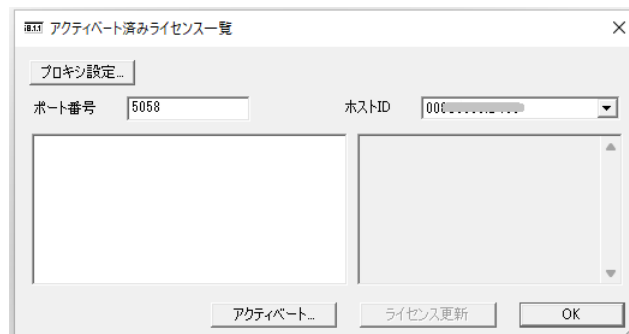 アクティベート済みライセンス一覧
プロキシ設定...
ポート番号 5058 ホストID
アクティベート... ライセンス更新 OK